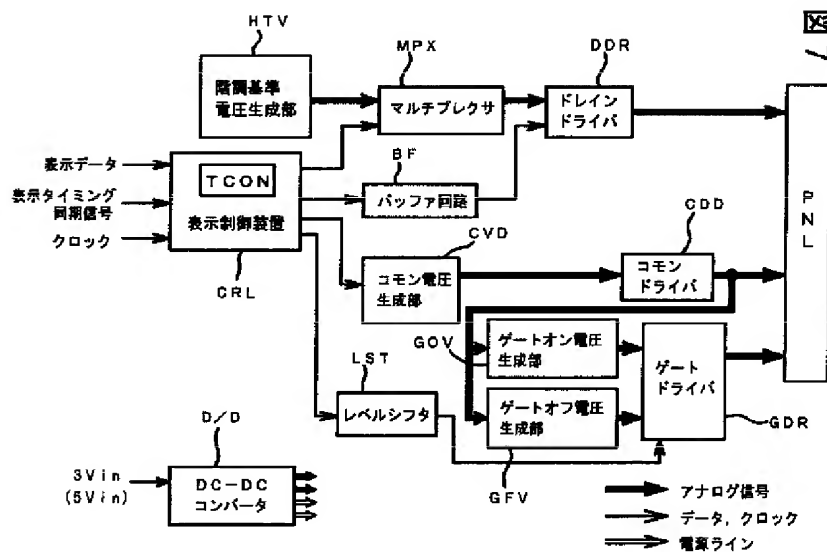 HTV
MPX
DDR
図
階調基準
電圧生成部
マルチプレクサ
ドレイン
ドライバ
BF
バッファ回路
表示データ
表示タイミング
同期信号
クロック
TCON
表示制御装置
CRL
CVD
コモン電圧
生成部
CDD
コモン
ドライバ
PNL
GOV
ゲートオン電圧
生成部
ゲート
ドライバ
GDR
LST
レベルシフタ
ゲートオフ電圧
生成部
GFV
D/D
3Vin
(5Vin)
DC-DC
コンバータ
アナログ信号
データ,クロック
電源ライン